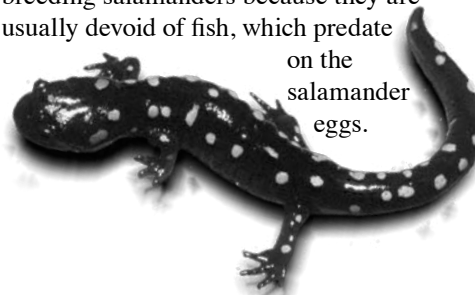 breeding salamanders because they are
usually devoid of fish, which predate
on the
salamander
eggs.